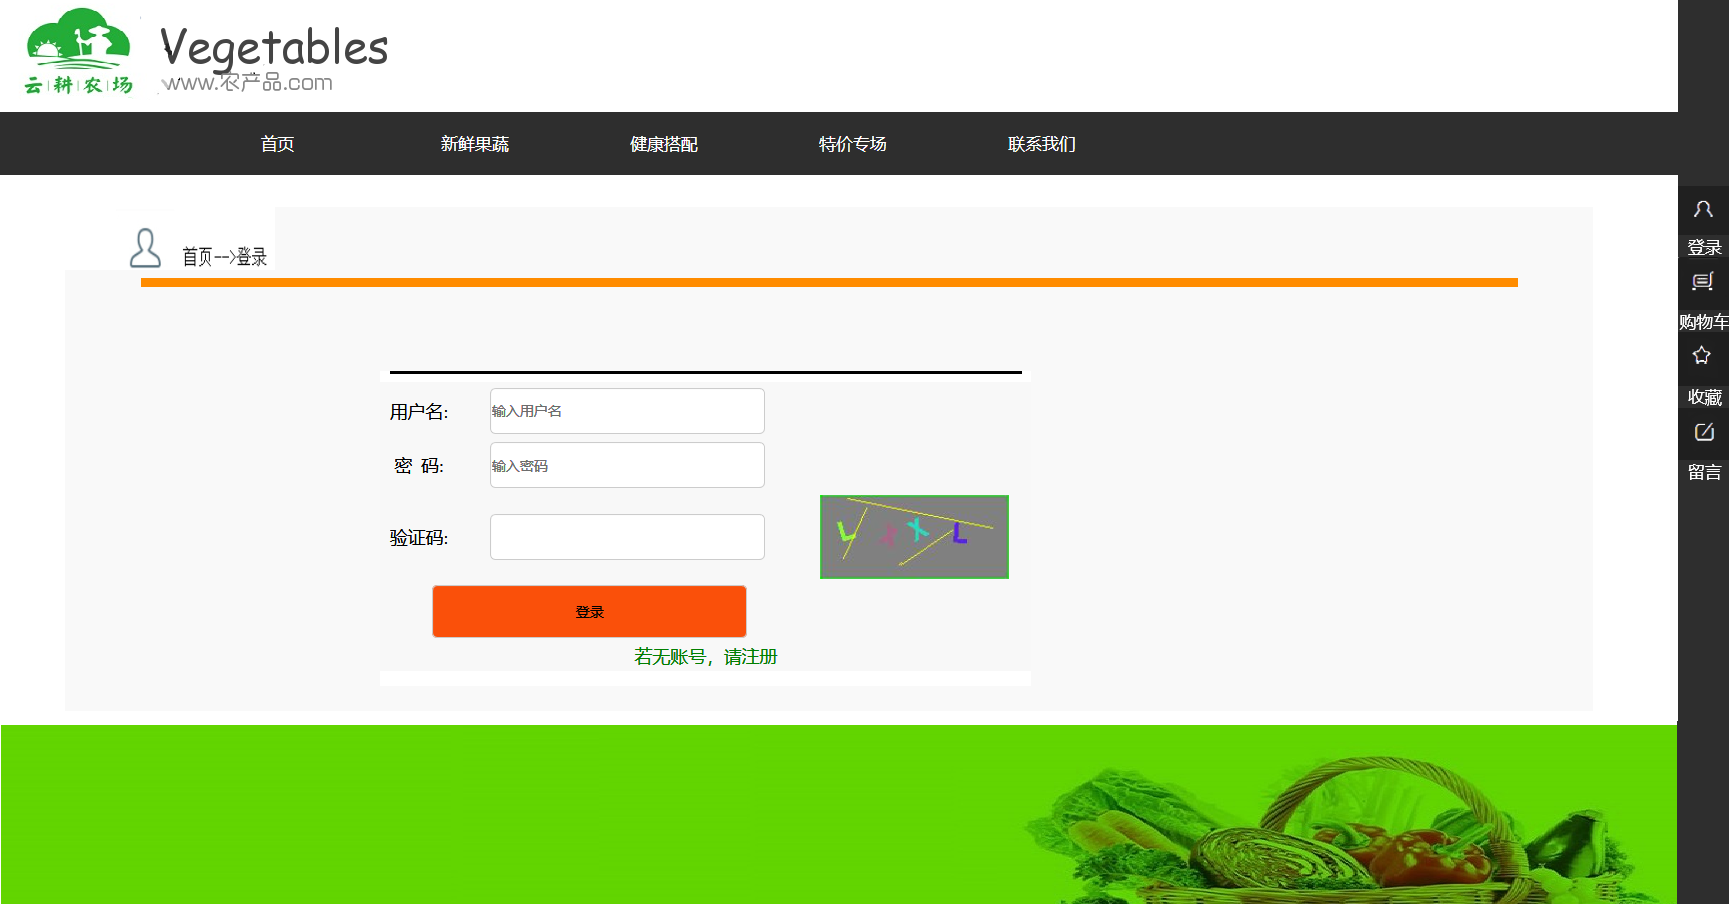 云耕农场
Vegetables
www.农产品.com
首页 新鲜果蔬 健康搭配 特价专场 联系我们
首页-->登录
用户名: 输入用户名
密 码: 输入密码
验证码:
登录
若无账号，请注册
登录
购物车
收藏
留言